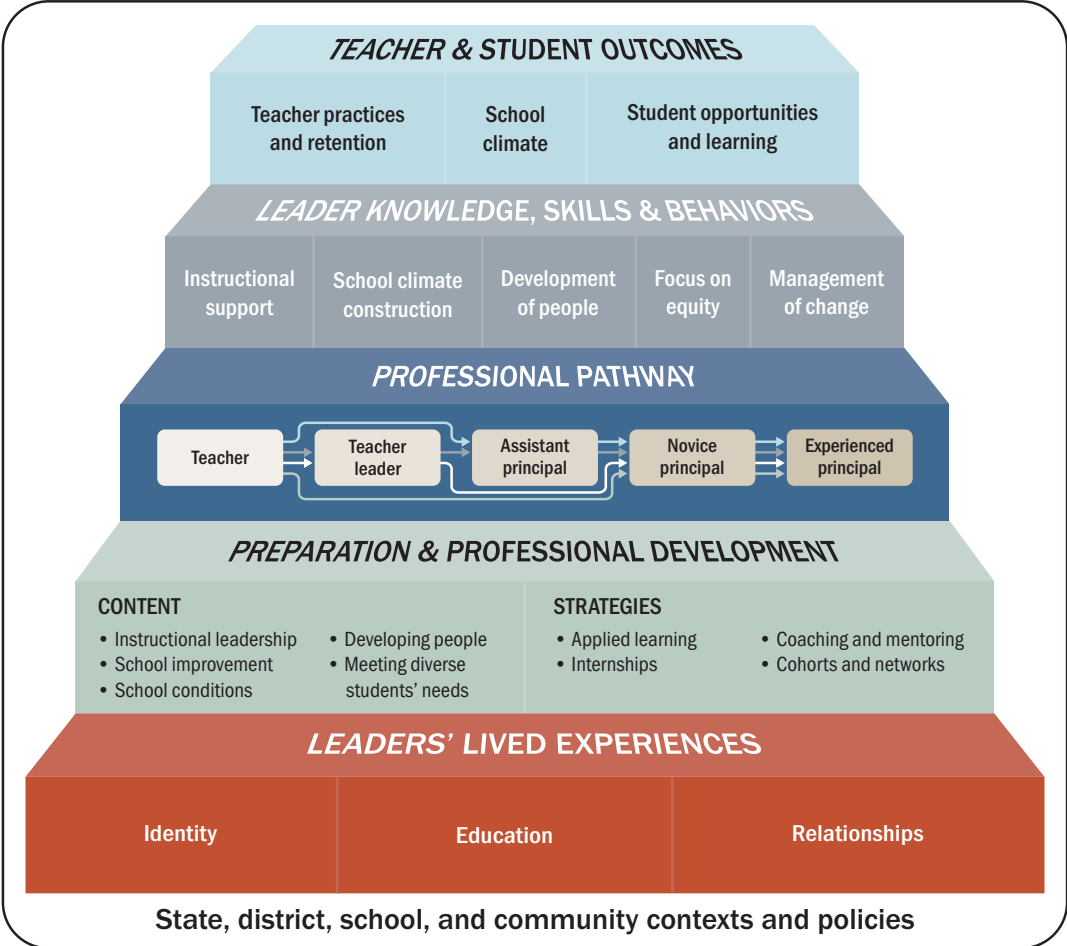 TEACHER & STUDENT OUTCOMES
Teacher practices
and retention
School
climate
Student opportunities
and learning
LEADER KNOWLEDGE, SKILLS & BEHAVIORS
Instructional
support
School climate
construction
Development
of people
Focus on
equity
Management
of change
PROFESSIONAL PATHWAY
Teacher
Teacher
leader
Assistant
principal
Novice
principal
Experienced
principal
PREPARATION & PROFESSIONAL DEVELOPMENT
CONTENT
• Instructional leadership
• School improvement
• School conditions
• Developing people
• Meeting diverse
students’ needs
STRATEGIES
• Applied learning
• Internships
• Coaching and mentoring
• Cohorts and networks
LEADERS’ LIVED EXPERIENCES
Identity
Education
Relationships
State, district, school, and community contexts and policies